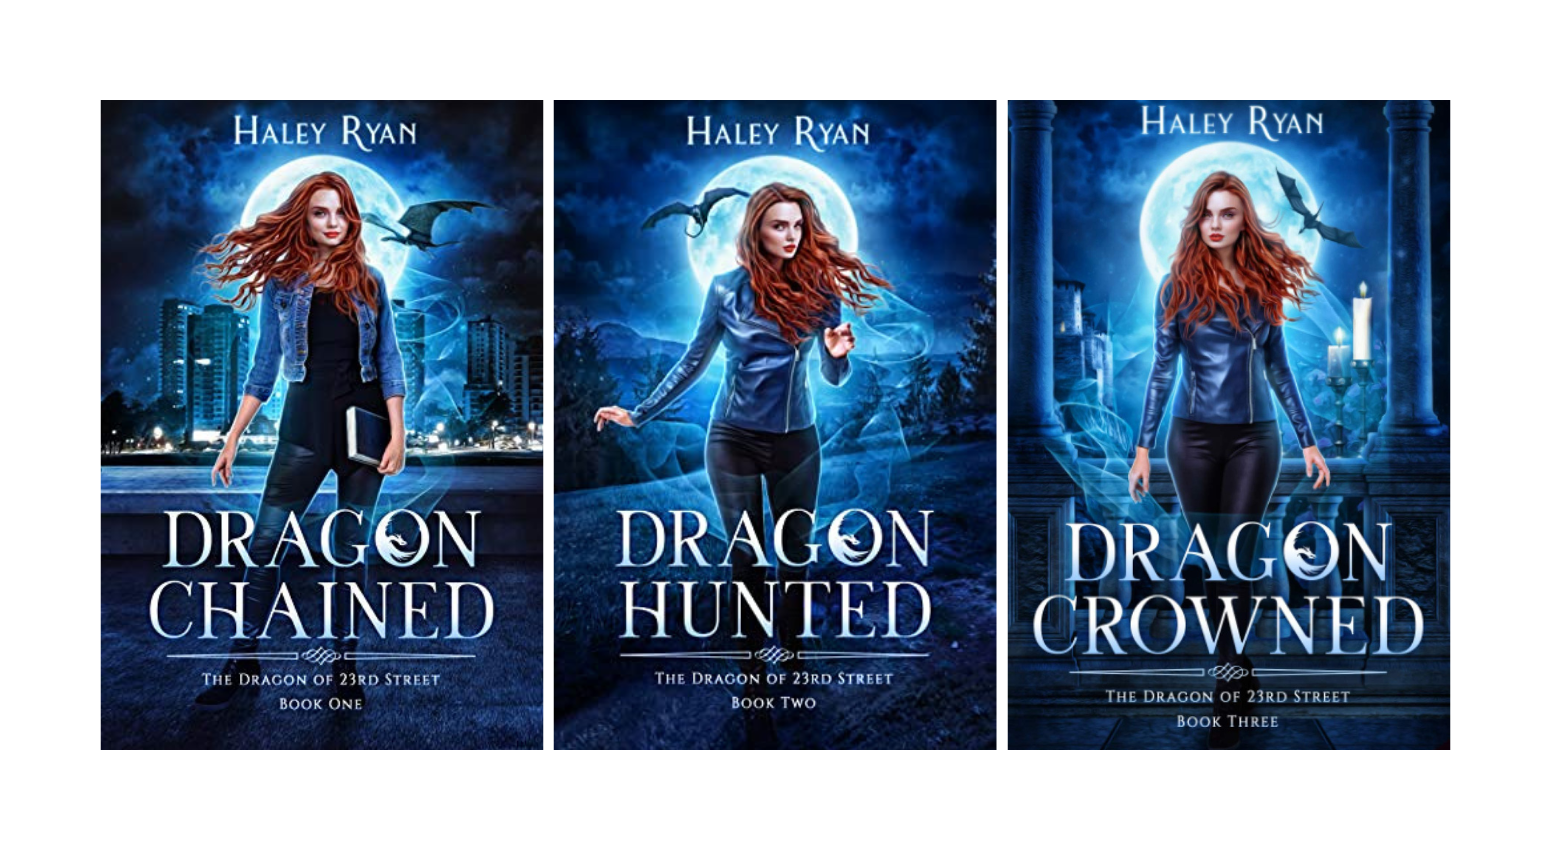 Haley Ryan
Dragon
Chained
The Dragon of 23rd Street
Book One
Haley Ryan
Dragon
Hunted
The Dragon of 23rd Street
Book Two
Haley Ryan
Dragon
Crowned
The Dragon of 23rd Street
Book Three